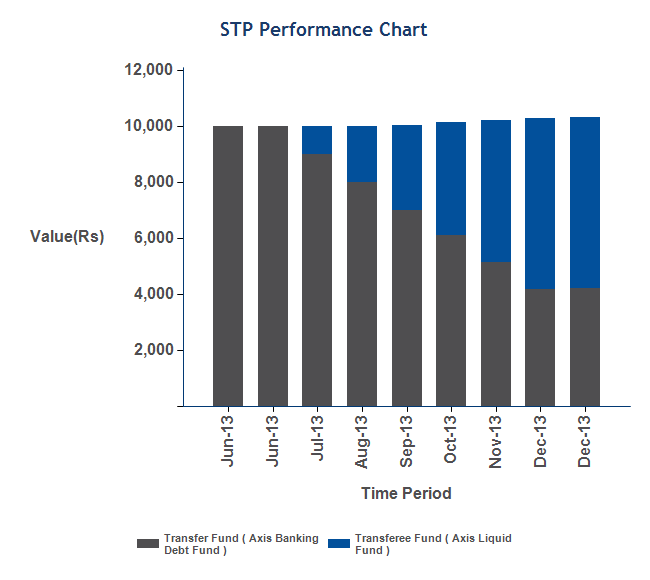 STP Performance Chart
12,000
10,000
8,000
6,000
4,000
2,000
Value(Rs)
Jun-13
Jun-13
Jul-13
Aug-13
Sep-13
Oct-13
Nov-13
Dec-13
Dec-13
Time Period
Transfer Fund ( Axis Banking
Debt Fund )
Transferee Fund ( Axis Liquid
Fund )